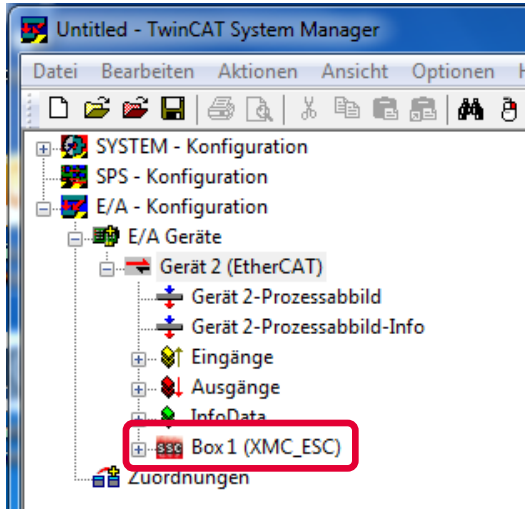 Untitled - TwinCAT System Manager
Datei Bearbeiten Aktionen Ansicht Optionen
SYSTEM - Konfiguration
SPS - Konfiguration
E/A - Konfiguration
E/A Geräte
Gerät 2 (EtherCAT)
Gerät 2-Prozessabbild
Gerät 2-Prozessabbild-Info
Eingänge
Ausgänge
InfoData
ssc Box 1 (XMC_ESC)
Zuordnungen